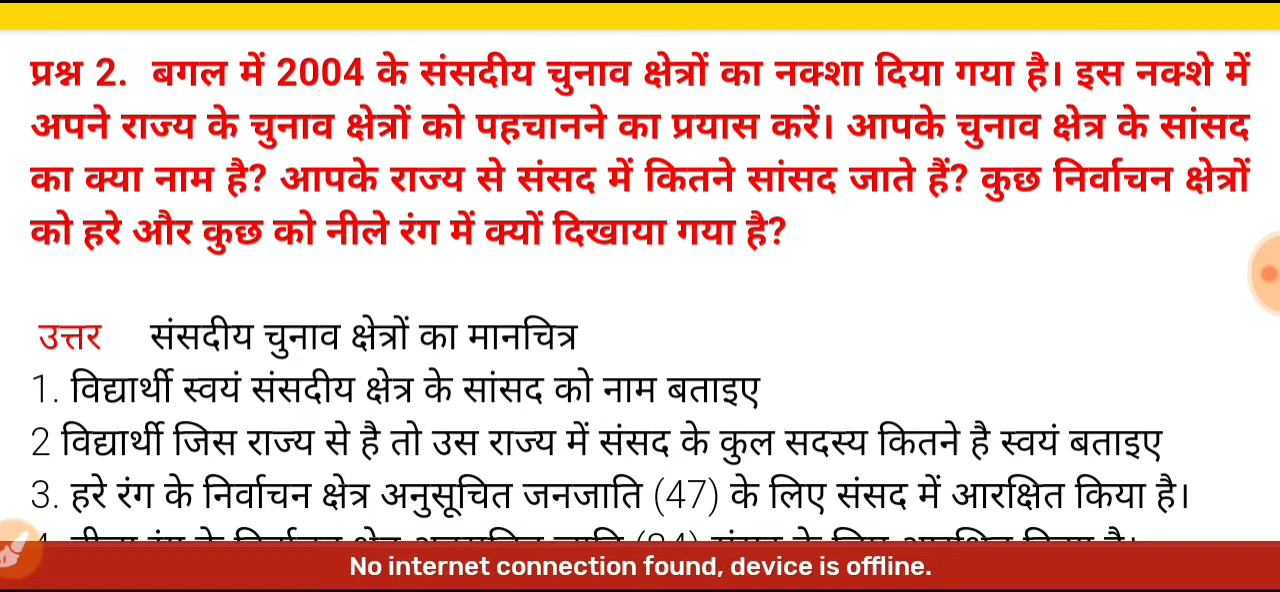 प्रश्न 2. बगल में 2004 के संसदीय चुनाव क्षेत्रों का नक्शा दिया गया है। इस नक्शे में
अपने राज्य के चुनाव क्षेत्रों को पहचानने का प्रयास करें। आपके चुनाव क्षेत्र के सांसद
का क्या नाम है? आपके राज्य से संसद में कितने सांसद जाते हैं? कुछ निर्वाचन क्षेत्रों
को हरे और कुछ को नीले रंग में क्यों दिखाया गया है?
उत्तर संसदीय चुनाव क्षेत्रों का मानचित्र
1. विद्यार्थी स्वयं संसदीय क्षेत्र के सांसद को नाम बताइए
2 विद्यार्थी जिस राज्य से है तो उस राज्य में संसद के कुल सदस्य कितने है स्वयं बताइए
3. हरे रंग के निर्वाचन क्षेत्र अनुसूचित जनजाति (47) के लिए संसद में आरक्षित किया है।
No internet connection found, device is offline.